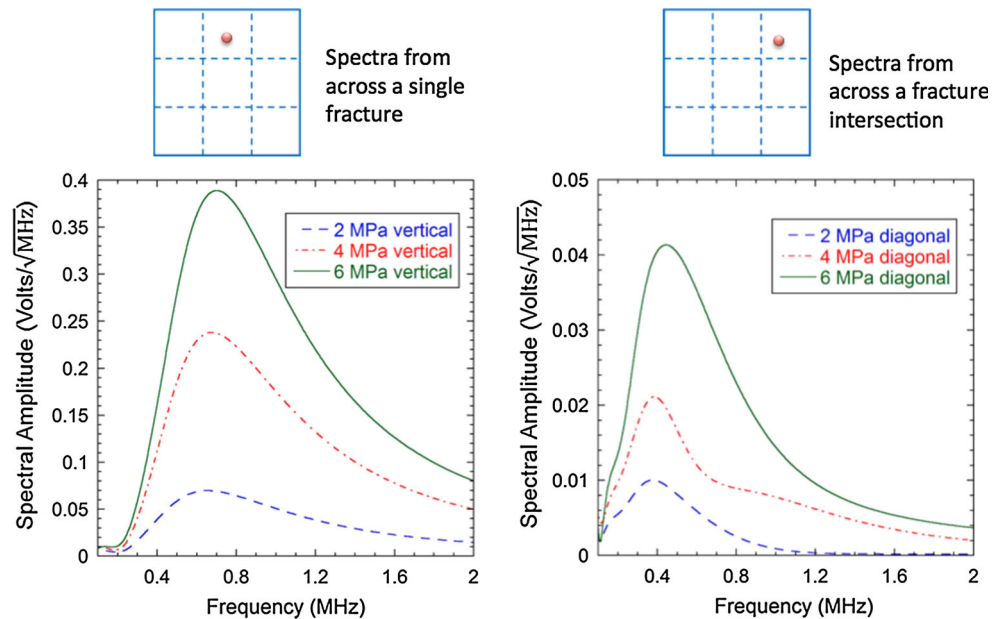 Spectra from
across a single
fracture
Spectra from
across a fracture
intersection
Spectral Amplitude (Volts/√MHz)
0.4
0.35
0.3
0.25
0.2
0.15
0.1
0.05
0
2 MPa vertical
4 MPa vertical
6 MPa vertical
0.4 0.8 1.2 1.6 2
Frequency (MHz)
Spectral Amplitude (Volts/√MHz)
0.05
0.04
0.03
0.02
0.01
0
2 MPa diagonal
4 MPa diagonal
6 MPa diagonal
0.4 0.8 1.2 1.6 2
Frequency (MHz)